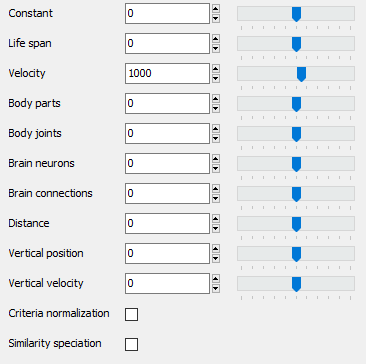 Constant 0
Life span 0
Velocity 1000
Body parts 0
Body joints 0
Brain neurons 0
Brain connections 0
Distance 0
Vertical position 0
Vertical velocity 0
Criteria normalization
Similarity speciation